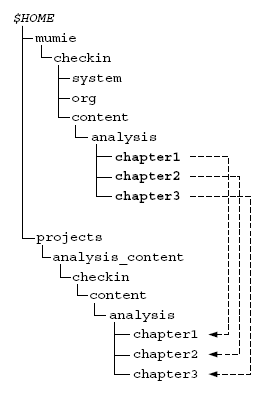 $HOME
mumie
checkin
system
org
content
analysis
chapter1
chapter2
chapter3
projects
analysis_content
checkin
content
analysis
chapter1
chapter2
chapter3